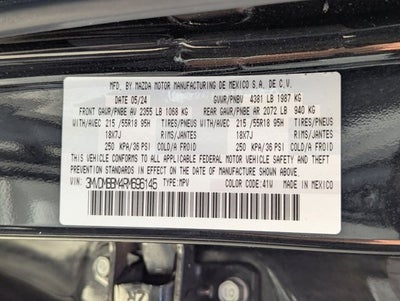 MFD. BY MAZDA MOTOR MANUFACTURING DE MEXICO S.A. DE C.V.
DATE 05/24 GVWR/PNBV 4381 LB 1987 KG
FRONT GAWR/PNBE AV 2355 LB 1068 KG REAR GAWR/PNBE AR 2072 LB 940 KG
WITH/AVEC 215/55R18 95H TIRES/PNEUS WITH/AVEC 215/55R18 95H TIRES/PNEUS
18X7J RIMS/JANTES 18X7J RIMS/JANTES
250 KPA/36 PSI COLD/A FROID 250 KPA/36 PSI COLD/A FROID
THIS VEHICLE CONFORMS TO ALL APPLICABLE FEDERAL MOTOR VEHICLE
SAFETY, BUMPER, AND THEFT PREVENTION STANDARDS IN EFFECT ON THE
DATE OF MANUFACTURE SHOWN ABOVE.
VIN: 3MVDMBBM4RM696145 TYPE:MPV COLOR:41W MADE IN MEXICO